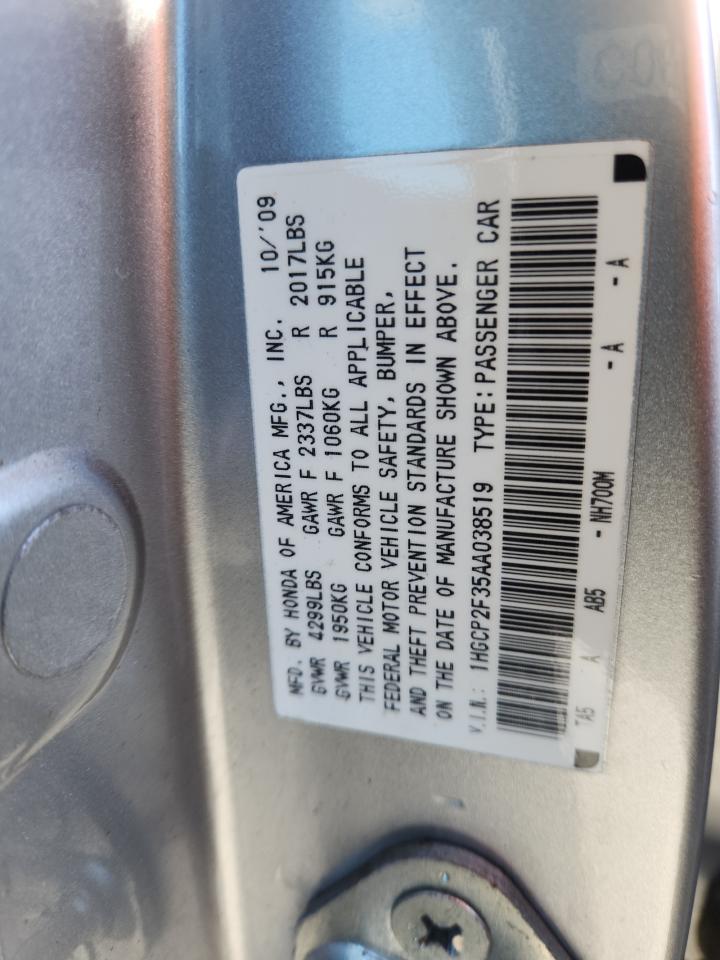 MFD. BY HONDA OF AMERICA MFG., INC. 10/'09
GVWR 4299LBS GAWR F 2337LBS R 2017LBS
GVWR 1950KG GAWR F 1060KG R 915KG
THIS VEHICLE CONFORMS TO ALL APPLICABLE
FEDERAL MOTOR VEHICLE SAFETY, BUMPER,
AND THEFT PREVENTION STANDARDS IN EFFECT
ON THE DATE OF MANUFACTURE SHOWN ABOVE.
V.I.N.: 1HGCP2F35AA038519 TYPE:PASSENGER CAR
TA5 A AB5 - NH700M - A - A